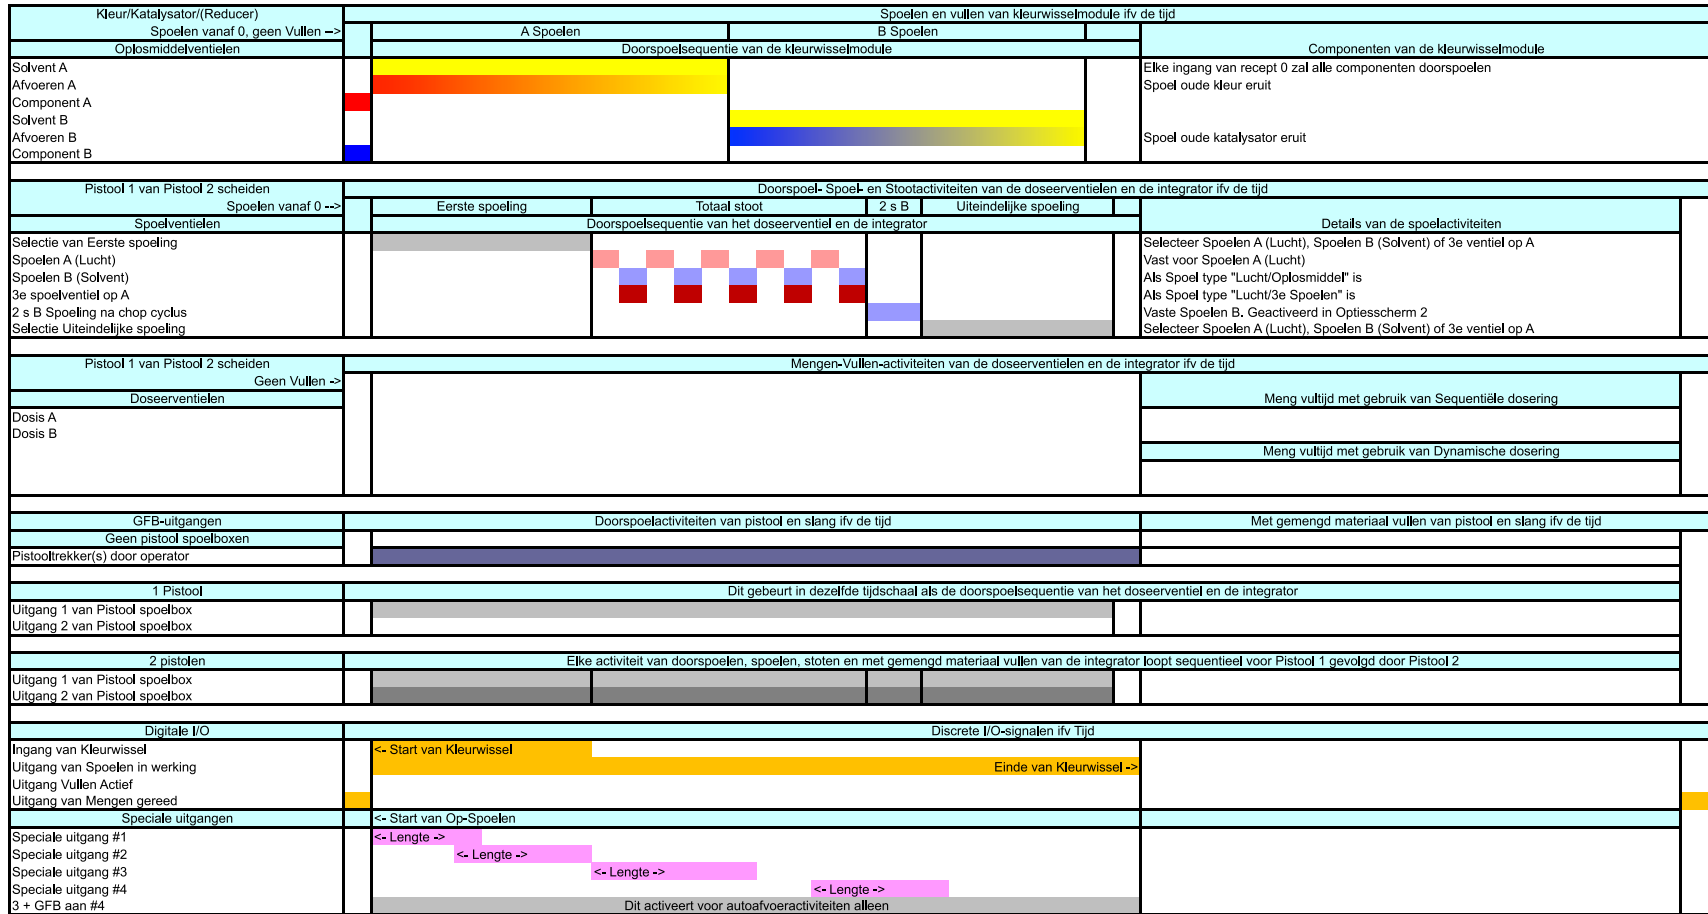 Kleur/Katalysator/(Reducer)
Spoelen en vullen van kleurwisselmodule ifv de tijd
Spoelen vanaf 0, geen Vullen -->
A Spoelen
B Spoelen
Oplosmiddelventielen
Doorspoelsequentie van de kleurwisselmodule
Componenten van de kleurwisselmodule
Solvent A
Elke ingang van recept 0 zal alle componenten doorspoelen
Afvoeren A
Spoel oude kleur eruit
Component A
Solvent B
Afvoeren B
Spoel oude katalysator eruit
Component B
Pistool 1 van Pistool 2 scheiden
Doorspoel- Spoel- en Stootactiviteiten van de doseerventielen en de integrator ifv de tijd
Spoelen vanaf 0 -->
Eerste spoeling
Totaal stoot
2 s B
Uiteindelijke spoeling
Spoelventielen
Doorspoelsequentie van het doseerventiel en de integrator
Details van de spoelactiviteiten
Selectie van Eerste spoeling
Selecteer Spoelen A (Lucht), Spoelen B (Solvent) of 3e ventiel op A
Spoelen A (Lucht)
Vast voor Spoelen A (Lucht)
Spoelen B (Solvent)
Als Spoel type "Lucht/Oplosmiddel" is
3e spoelventiel op A
Als Spoel type "Lucht/3e Spoelen" is
2 s B Spoeling na chop cyclus
Vaste Spoelen B. Geactiveerd in Optiesscherm 2
Selectie Uiteindelijke spoeling
Selecteer Spoelen A (Lucht), Spoelen B (Solvent) of 3e ventiel op A
Pistool 1 van Pistool 2 scheiden
Mengen-Vullen-activiteiten van de doseerventielen en de integrator ifv de tijd
Geen Vullen ->
Doseerventielen
Meng vultijd met gebruik van Sequentiële dosering
Dosis A
Dosis B
Meng vultijd met gebruik van Dynamische dosering
GFB-uitgangen
Doorspoelactiviteiten van pistool en slang ifv de tijd
Met gemengd materiaal vullen van pistool en slang ifv de tijd
Geen pistool spoelboxen
Pistooltrekker(s) door operator
1 Pistool
Dit gebeurt in dezelfde tijdschaal als de doorspoelsequentie van het doseerventiel en de integrator
Uitgang 1 van Pistool spoelbox
Uitgang 2 van Pistool spoelbox
2 pistolen
Elke activiteit van doorspoelen, spoelen, stoten en met gemengd materiaal vullen van de integrator loopt sequentieel voor Pistool 1 gevolgd door Pistool 2
Uitgang 1 van Pistool spoelbox
Uitgang 2 van Pistool spoelbox
Digitale I/O
Discrete I/O-signalen ifv Tijd
Ingang van Kleurwissel
<- Start van Kleurwissel
Uitgang van Spoelen in werking
Einde van Kleurwissel ->
Uitgang Vullen Actief
Uitgang van Mengen gereed
Speciale uitgangen
<- Start van Op-Spoelen
Speciale uitgang #1
<- Lengte ->
Speciale uitgang #2
<- Lengte ->
Speciale uitgang #3
<- Lengte ->
Speciale uitgang #4
<- Lengte ->
3 + GFB aan #4
Dit activeert voor autoafvoeractiviteiten alleen